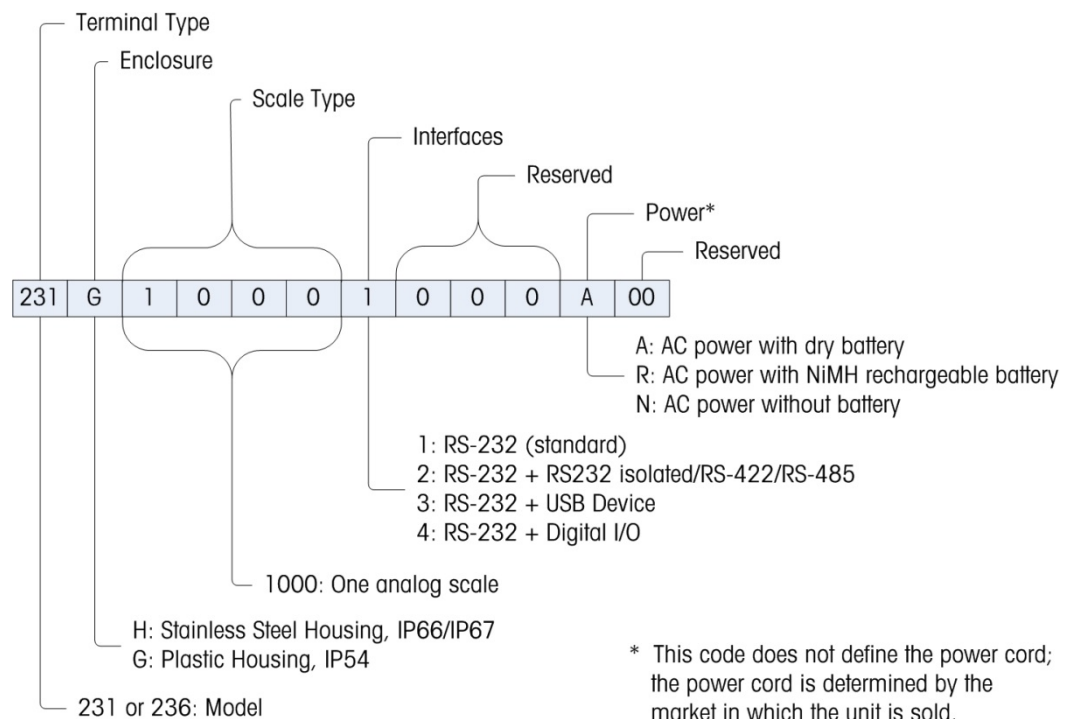 Terminal Type
Enclosure
Scale Type
Interfaces
Reserved
Power*
Reserved
231 G 1 0 0 0 1 0 0 0 A 00
A: AC power with dry battery
R: AC power with NiMH rechargeable battery
N: AC power without battery
1: RS-232 (standard)
2: RS-232 + RS232 isolated/RS-422/RS-485
3: RS-232 + USB Device
4: RS-232 + Digital I/O
1000: One analog scale
H: Stainless Steel Housing, IP66/IP67
G: Plastic Housing, IP54
231 or 236: Model
* This code does not define the power cord;
the power cord is determined by the
market in which the unit is sold.